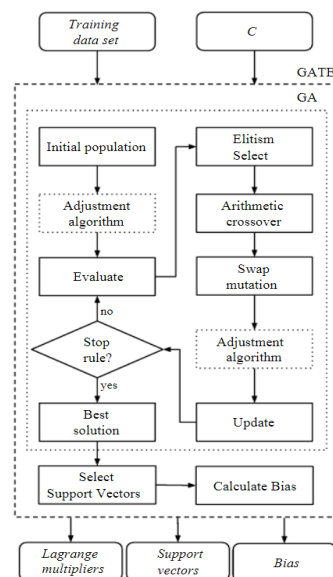 Training
data set
C
GATE
GA
Initial population
Elitism
Select
Adjustment
algorithm
Arithmetic
crossover
Evaluate
Swap
mutation
no
Stop
rule?
Adjustment
algorithm
yes
Best
solution
Update
Select
Support Vectors
Calculate Bias
Lagrange
multipliers
Support
vectors
Bias